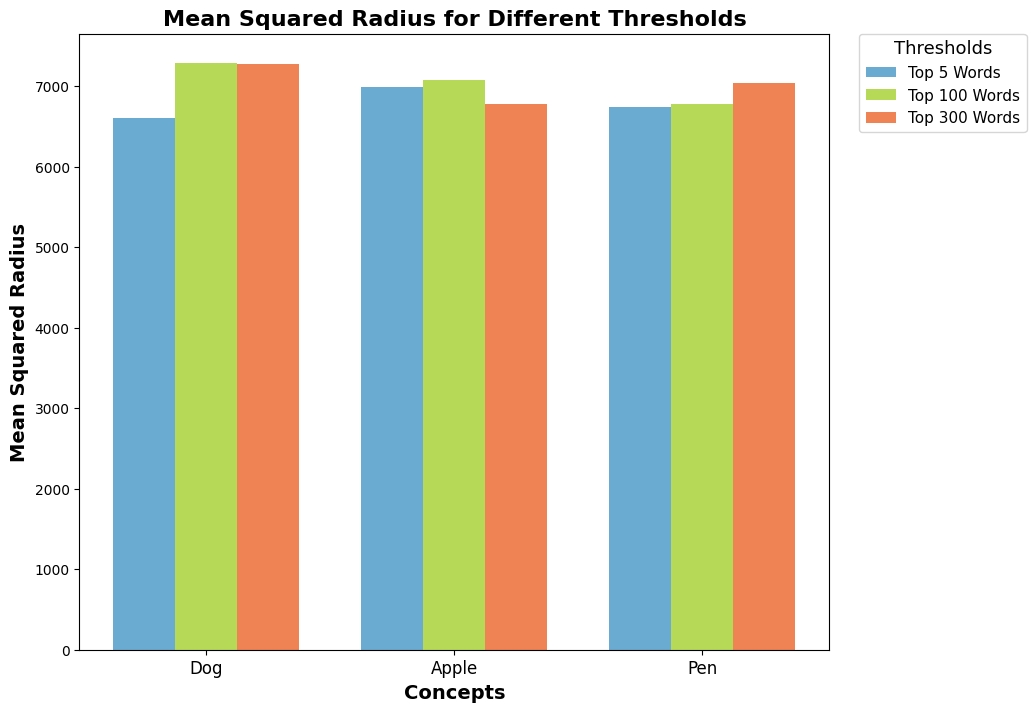 Mean Squared Radius for Different Thresholds
Thresholds
Top 5 Words
Top 100 Words
Top 300 Words
Mean Squared Radius
7000
6000
5000
4000
3000
2000
1000
0
Dog
Apple
Pen
Concepts